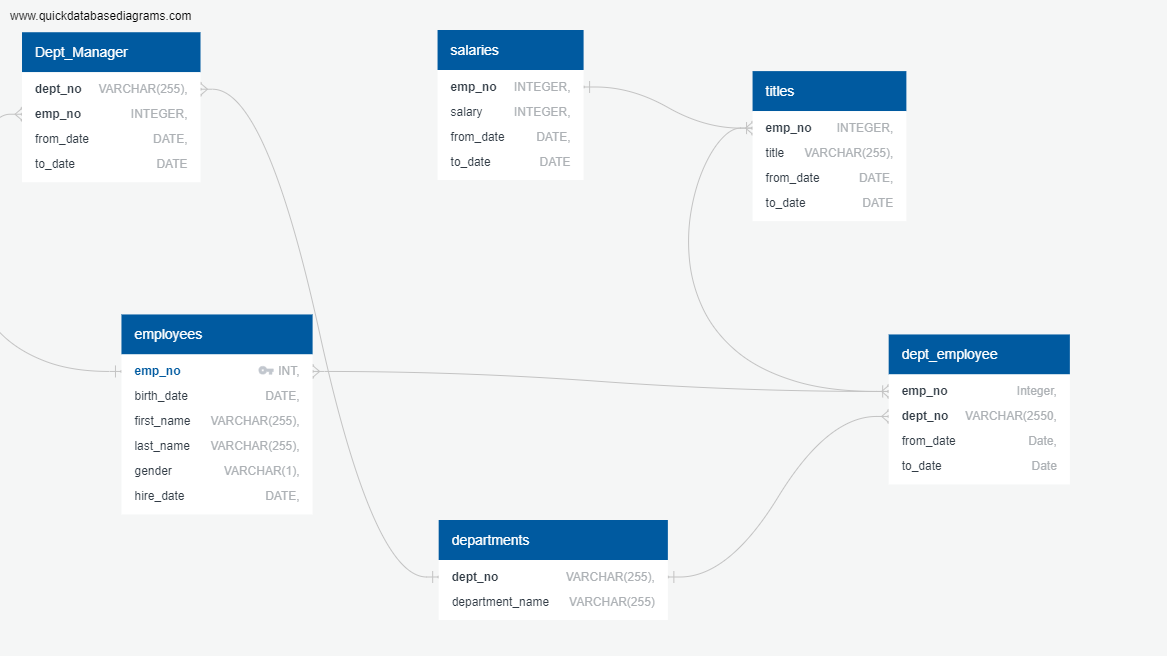 www.quickdatabasediagrams.com
Dept_Manager
dept_no VARCHAR(255),
emp_no INTEGER,
from_date DATE,
to_date DATE
salaries
emp_no INTEGER,
salary INTEGER,
from_date DATE,
to_date DATE
titles
emp_no INTEGER,
title VARCHAR(255),
from_date DATE,
to_date DATE
employees
emp_no INT,
birth_date DATE,
first_name VARCHAR(255),
last_name VARCHAR(255),
gender VARCHAR(1),
hire_date DATE,
dept_employee
emp_no Integer,
dept_no VARCHAR(2550,
from_date Date,
to_date Date
departments
dept_no VARCHAR(255),
department_name VARCHAR(255)